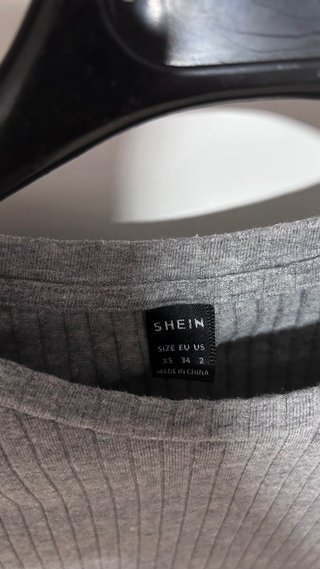 SHEIN
SIZE EU US
XS 34 2
MADE IN CHINA